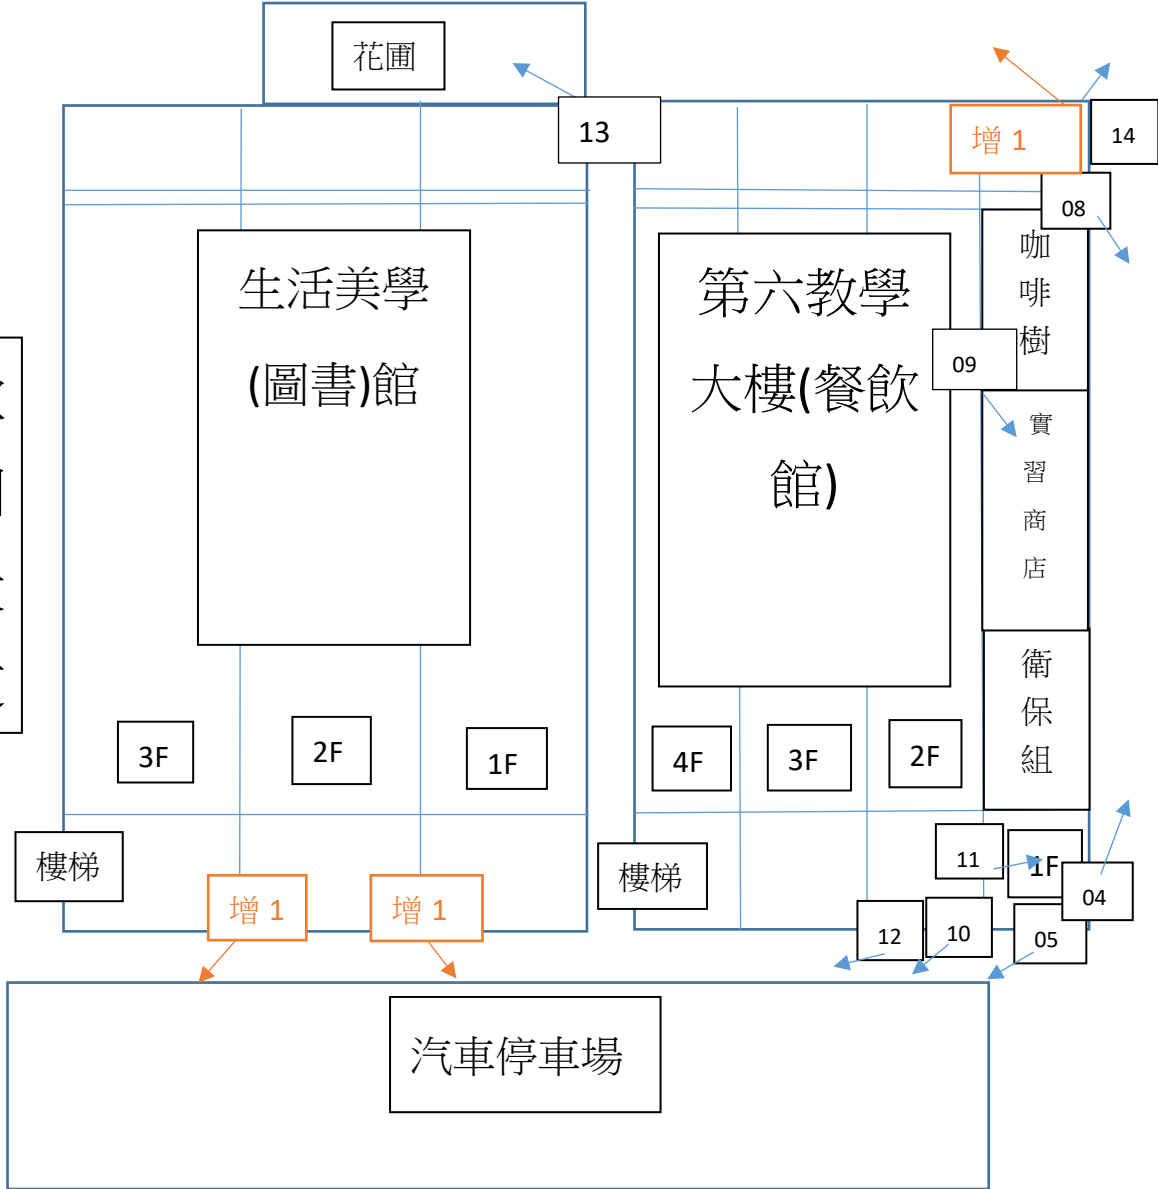 花圃
13
增 1
14
08
生活美學
(圖書)館
第六教學
大樓(餐飲
館)
咖
啡
樹
09
實
習
商
店
衛
保
組
3F
2F
1F
4F
3F
2F
樓梯
樓梯
11
1F
04
增 1
增 1
12
10
05
汽車停車場